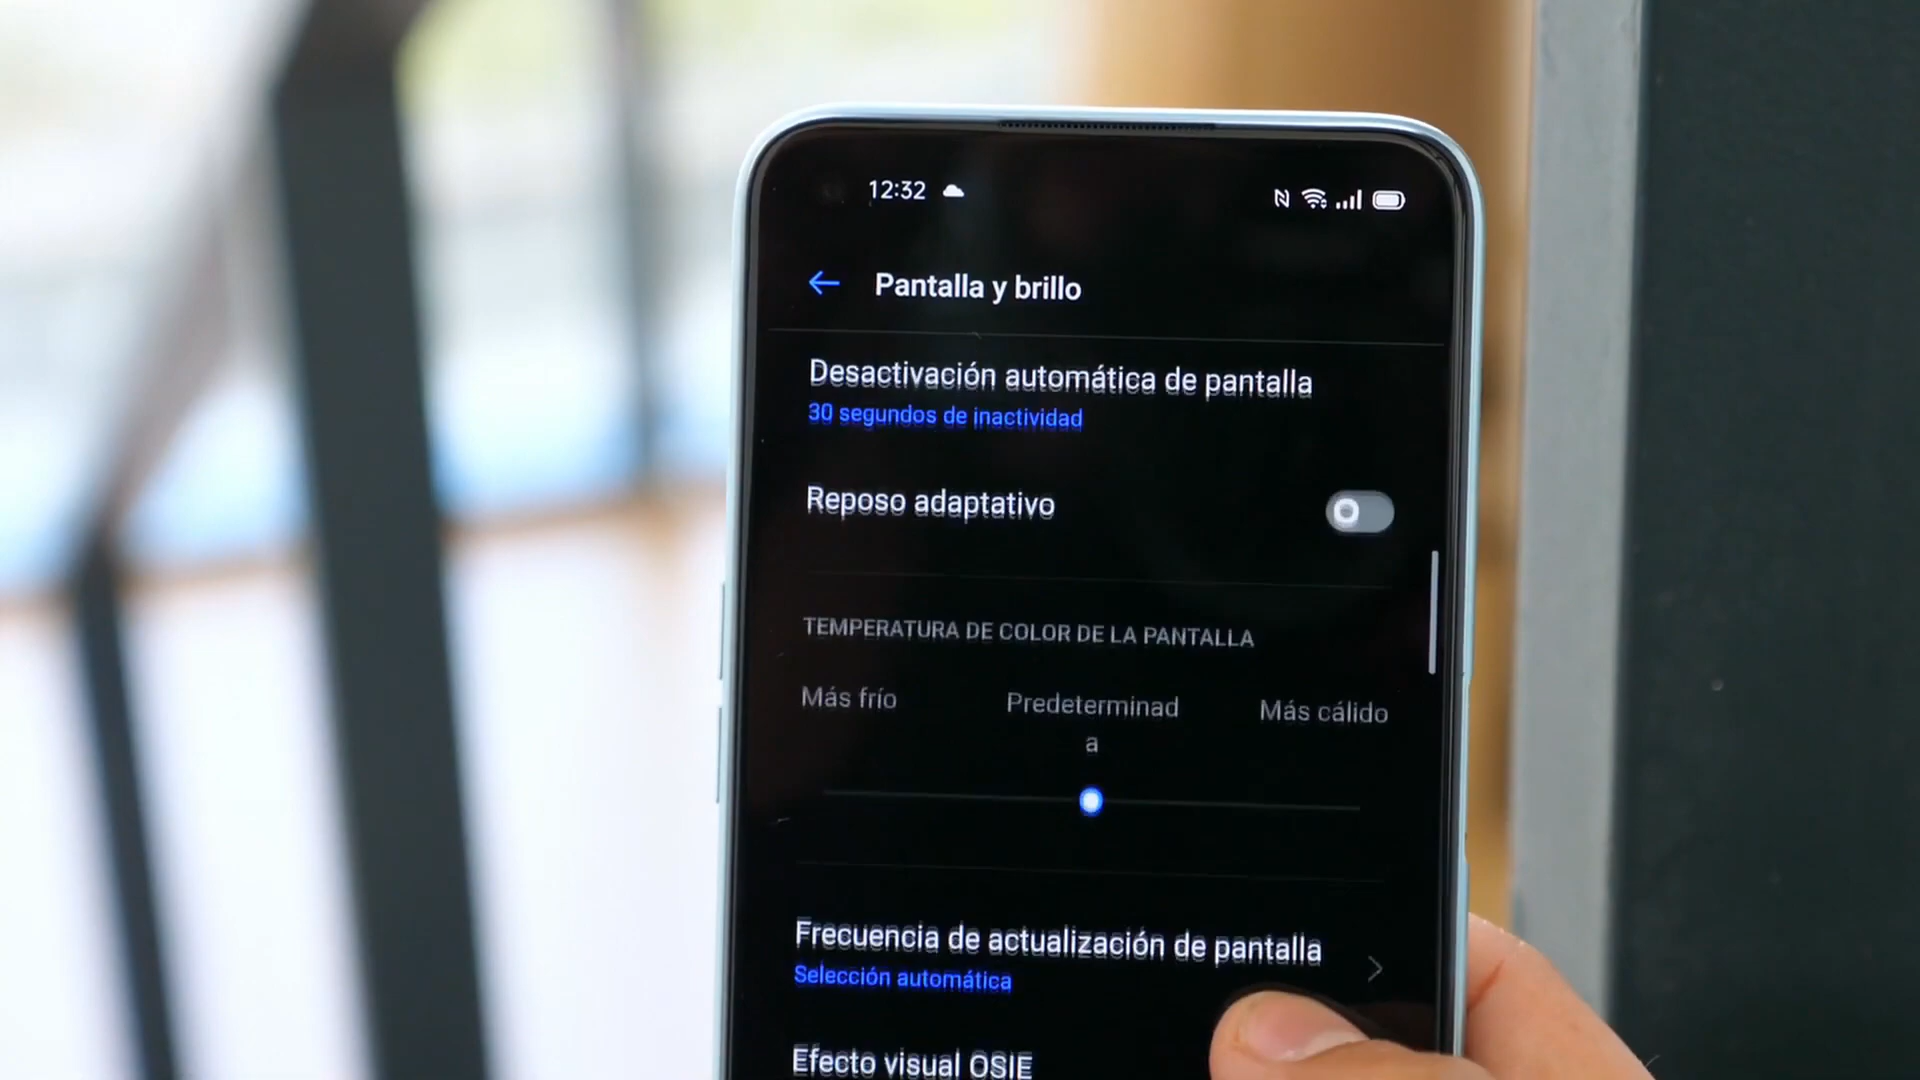 12:32
Pantalla y brillo
Desactivación automática de pantalla
30 segundos de inactividad
Reposo adaptativo
TEMPERATURA DE COLOR DE LA PANTALLA
Más frío
Predeterminad
a
Más cálido
Frecuencia de actualización de pantalla
Selección automática
Efecto visual OSIE